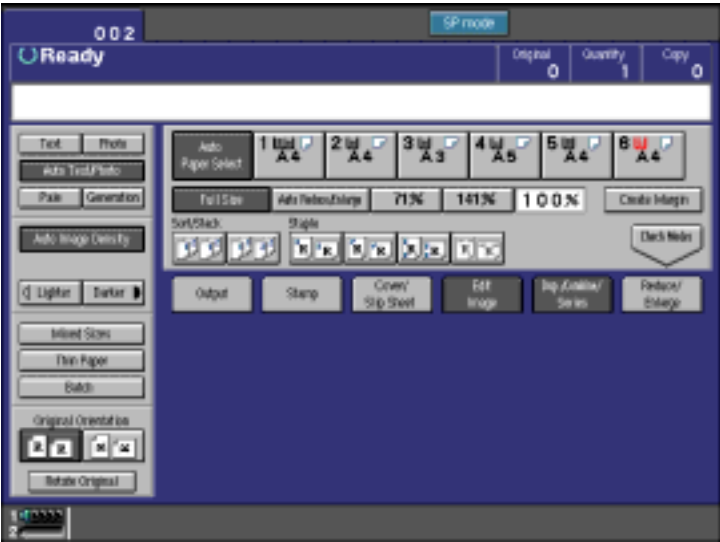 002
SP mode
Ready
Original Quantity Copy
0 1 0
Text Photo
Auto Text/Photo
Pale Generation
Auto Image Density
Lighter Darker
Mixed Sizes
Thin Paper
Batch
Original Orientation
R R R R
Rotate Original
1
2
Auto
Paper Select
1 A4
2 A4
3 A3
4 A5
5 A4
6 A4
Full Size Auto Reduce/Enlarge 71% 141% 100% Create Margin
Sort/Stack Staple
Check Modes
Output Stamp
Cover/
Slip Sheet
Edit
Image
Dup./Combine/
Series
Reduce/
Enlarge